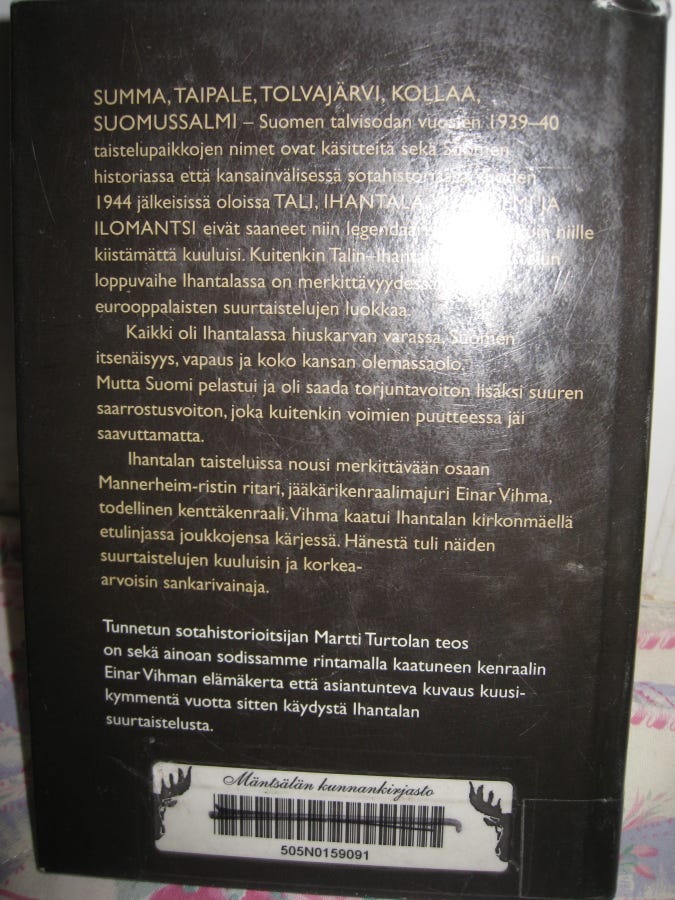 SUMMA, TAIPALE, TOLVAJÄRVI, KOLLAA,
SUOMUSSALMI – Suomen talvisodan vuosien 1939–40
taistelupaikkojen nimet ovat käsitteitä sekä Suomen
historiassa että kansainvälisessä
1944 jälkeisissä oloissa TALI, IHANTALA JA
ILOMANTSI eivät saaneet niin niille
kiistämättä kuuluisi. Kuitenkin
loppuvaihe Ihantalassa on
eurooppalaisten suurtaistelujen luokkaa.
Kaikki oli Ihantalassa hiuskarvan varassa, Suomen
itsenäisyys, vapaus ja koko kansan olemassaolo.
Mutta Suomi pelastui ja oli saada torjuntavoiton lisäksi suuren
saarrostusvoiton, joka kuitenkin voimien puutteessa jäi
saavuttamatta.
Ihantalan taisteluissa nousi merkittävään osaan
Mannerheim-ristin ritari, jääkärikenraalimajuri Einar Vihma,
todellinen kenttäkenraali. Vihma kaatui Ihantalan kirkonmäellä
etulinjassa joukkojensa kärjessä. Hänestä tuli näiden
suurtaistelujen kuuluisin ja korkea-
arvoisin sankarivainaja.
Tunnetun sotahistorioitsijan Martti Turtolan teos
on sekä ainoan sodissamme rintamalla kaatuneen kenraalin
Einar Vihman elämäkerta että asiantunteva kuvaus kuusi-
kymmentä vuotta sitten käydystä Ihantalan
suurtaistelusta.
Mäntsälän kunnankirjasto
505N0159091